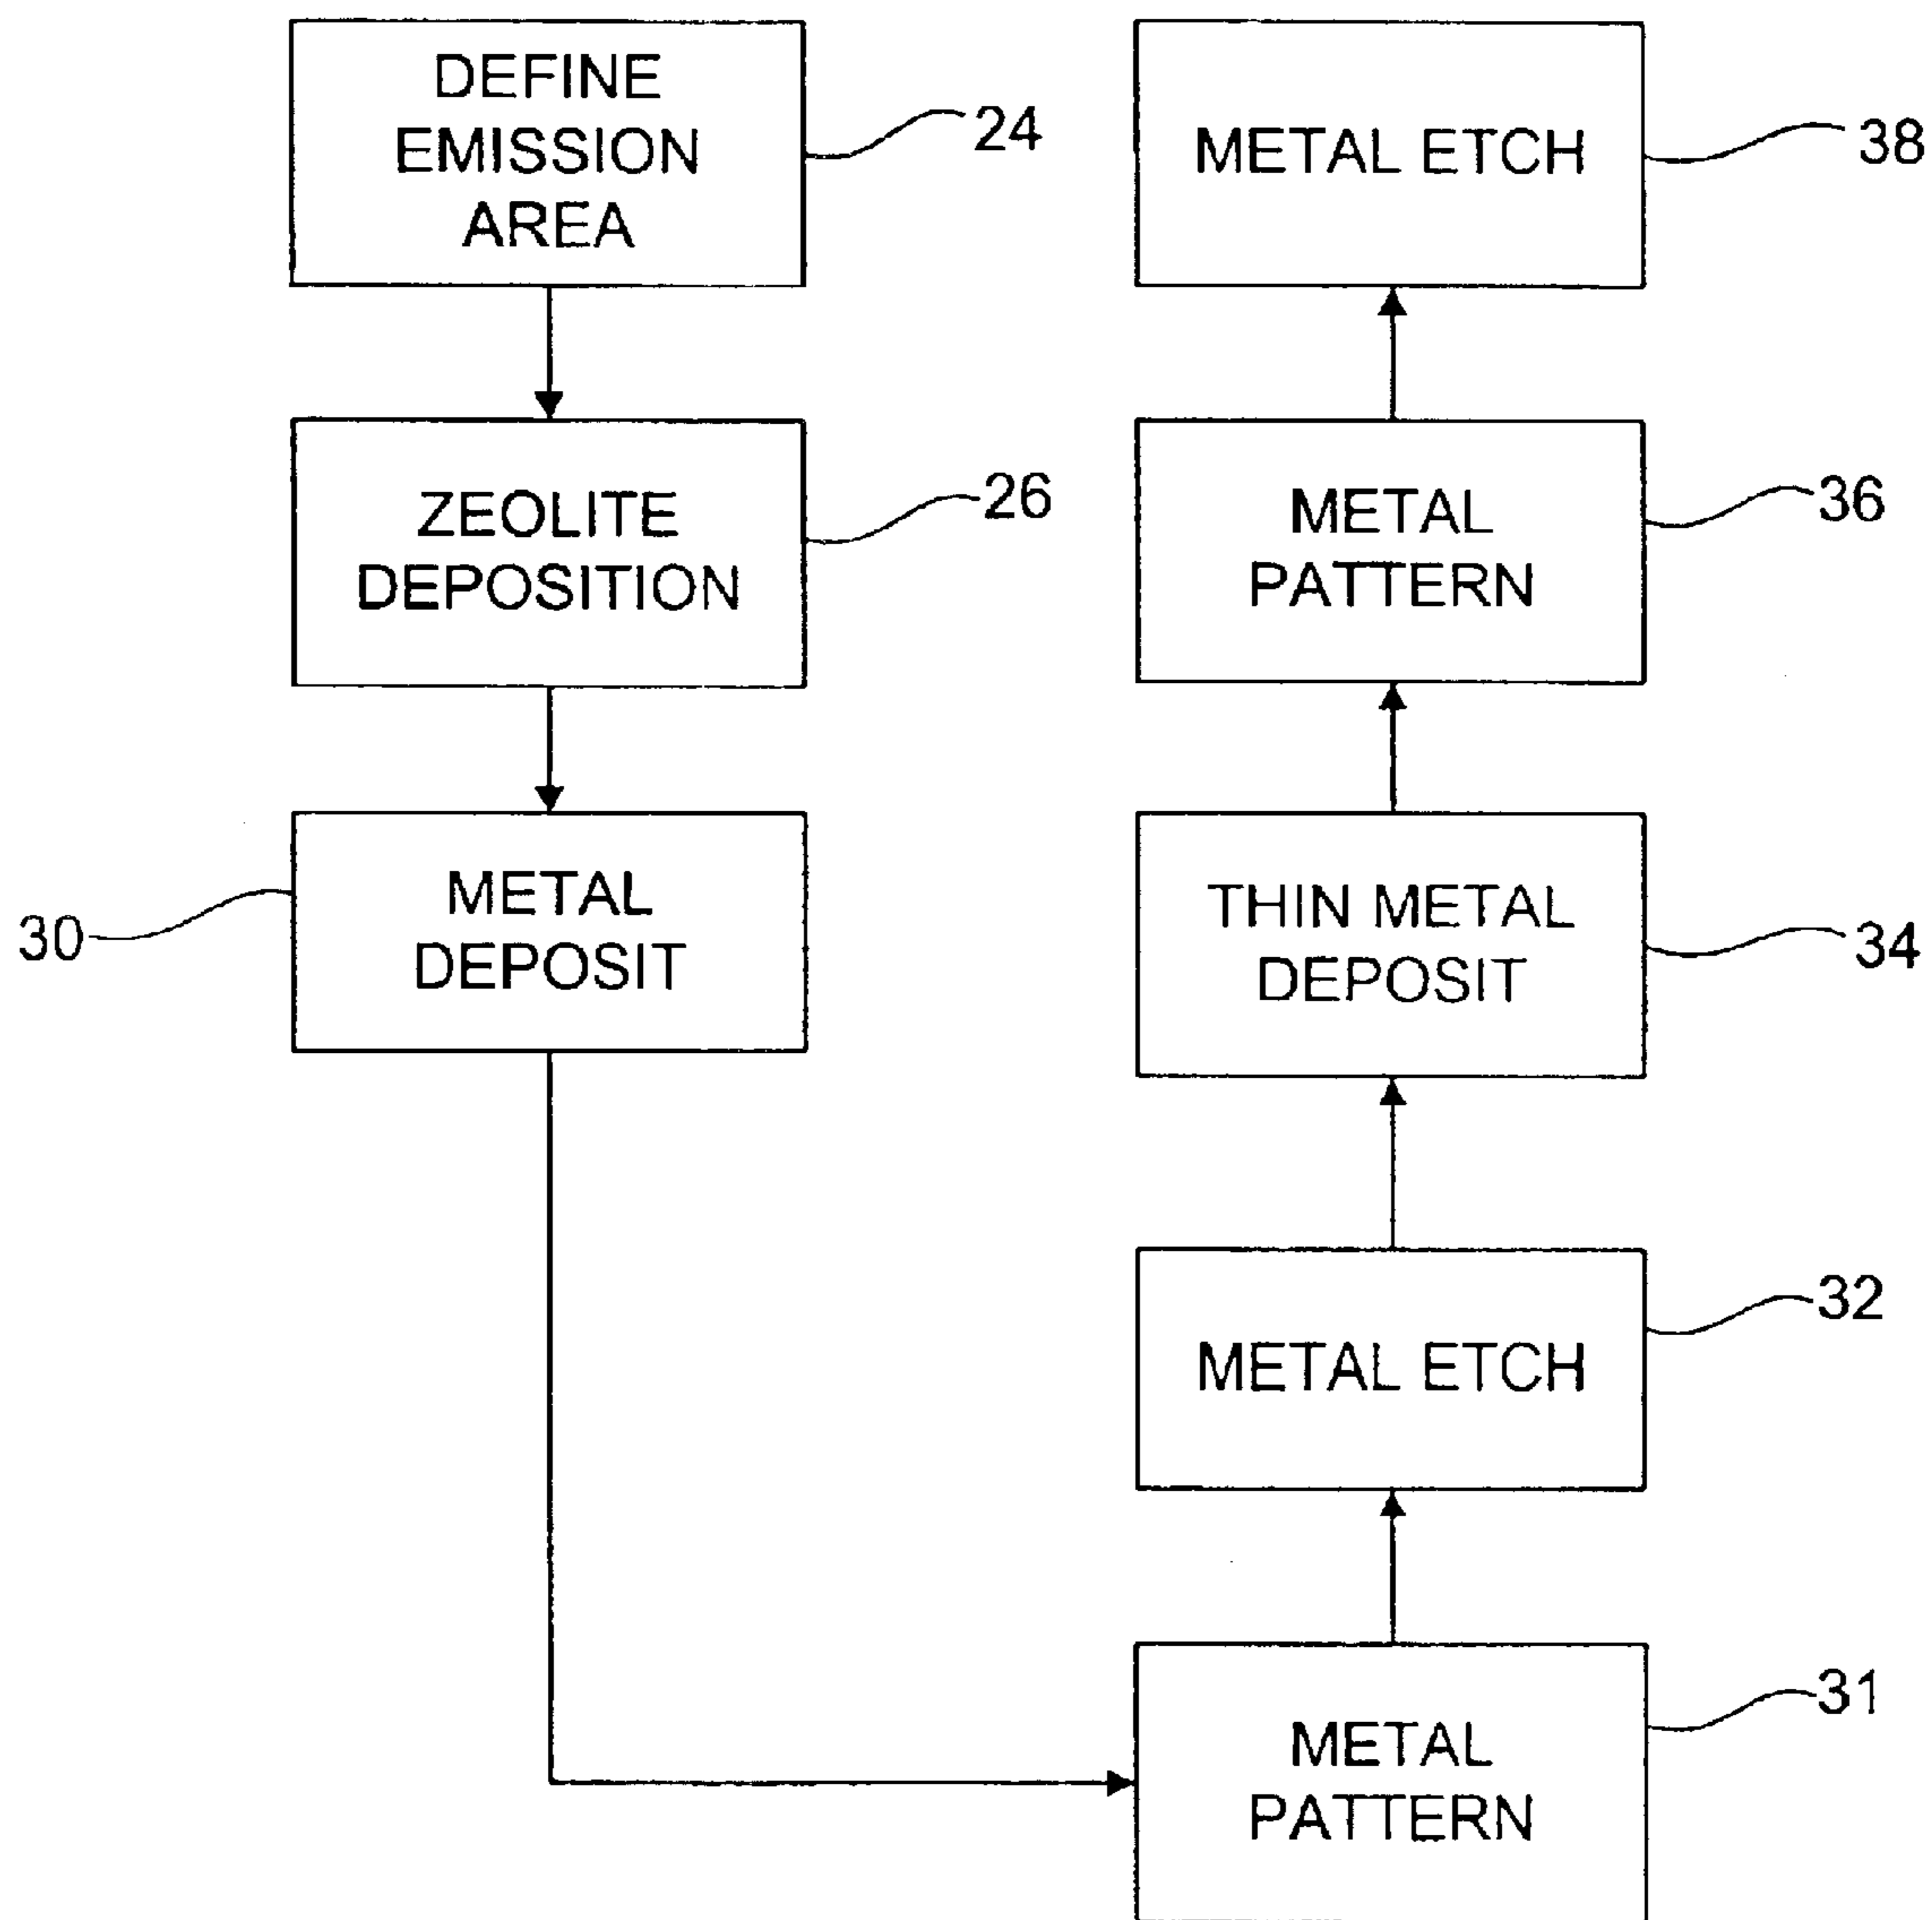 DEFINE
EMISSION
AREA
24
ZEOLITE
DEPOSITION
26
METAL
DEPOSIT
30
METAL
PATTERN
31
METAL ETCH
32
THIN METAL
DEPOSIT
34
METAL
PATTERN
36
METAL ETCH
38